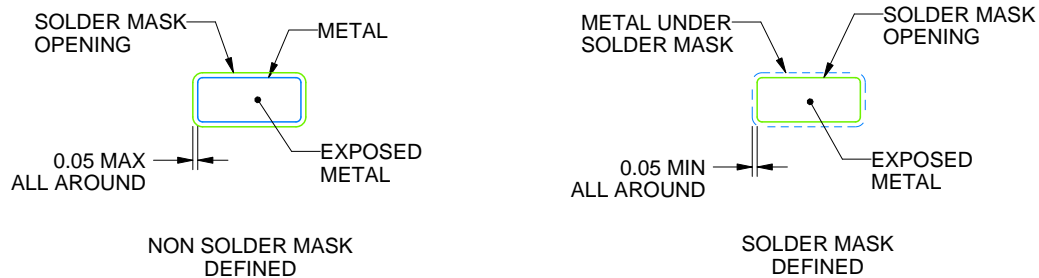 SOLDER MASK
OPENING
METAL
0.05 MAX
ALL AROUND
EXPOSED
METAL
NON SOLDER MASK
DEFINED
METAL UNDER
SOLDER MASK
SOLDER MASK
OPENING
0.05 MIN
ALL AROUND
EXPOSED
METAL
SOLDER MASK
DEFINED